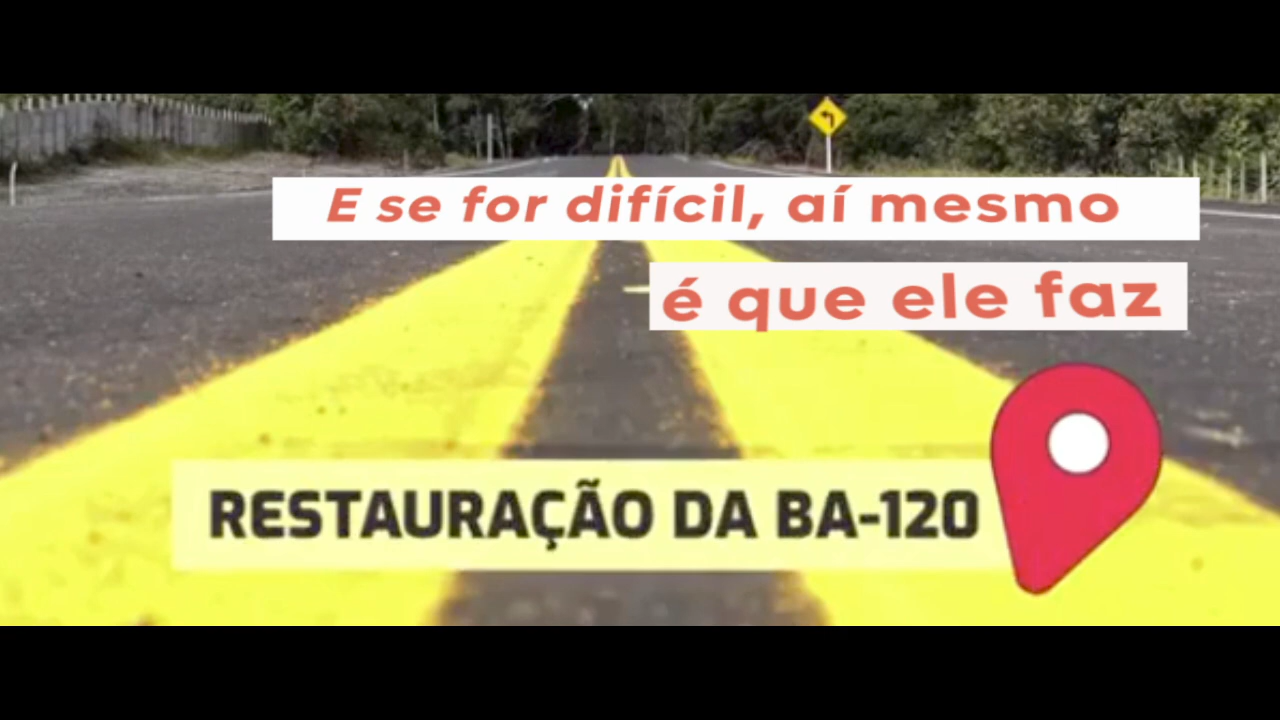 E se for difícil, aí mesmo
é que ele faz
RESTAURAÇÃO DA BA-120